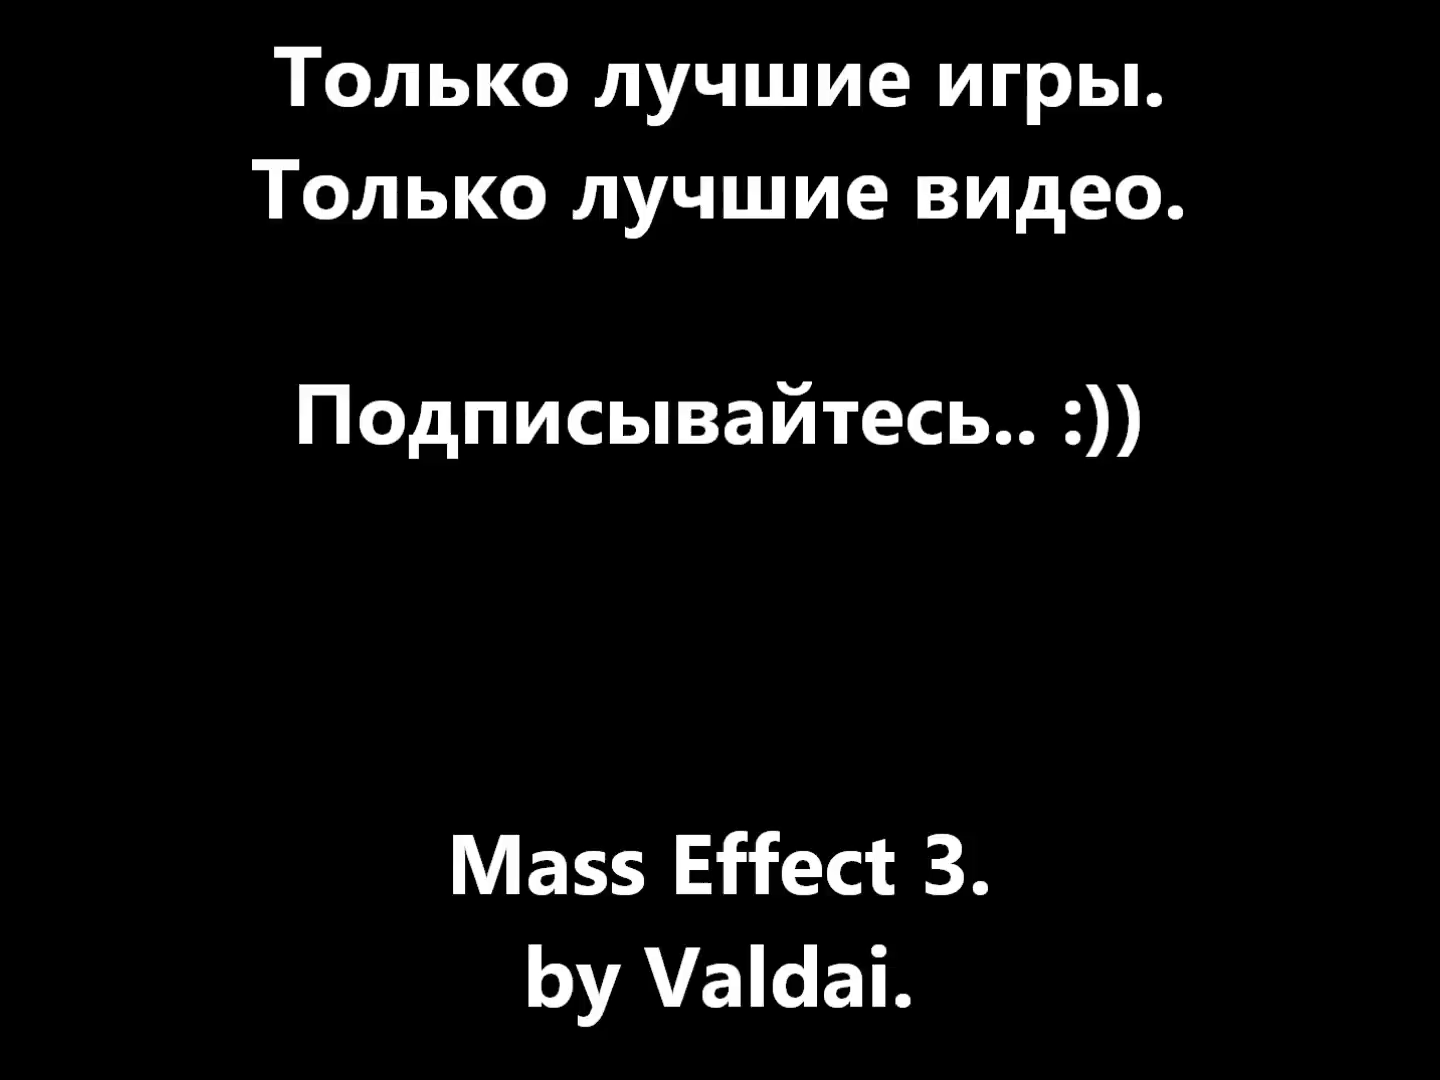 Только лучшие игры.
Только лучшие видео.
Подписывайтесь.. :))
Mass Effect 3.
by Valdai.